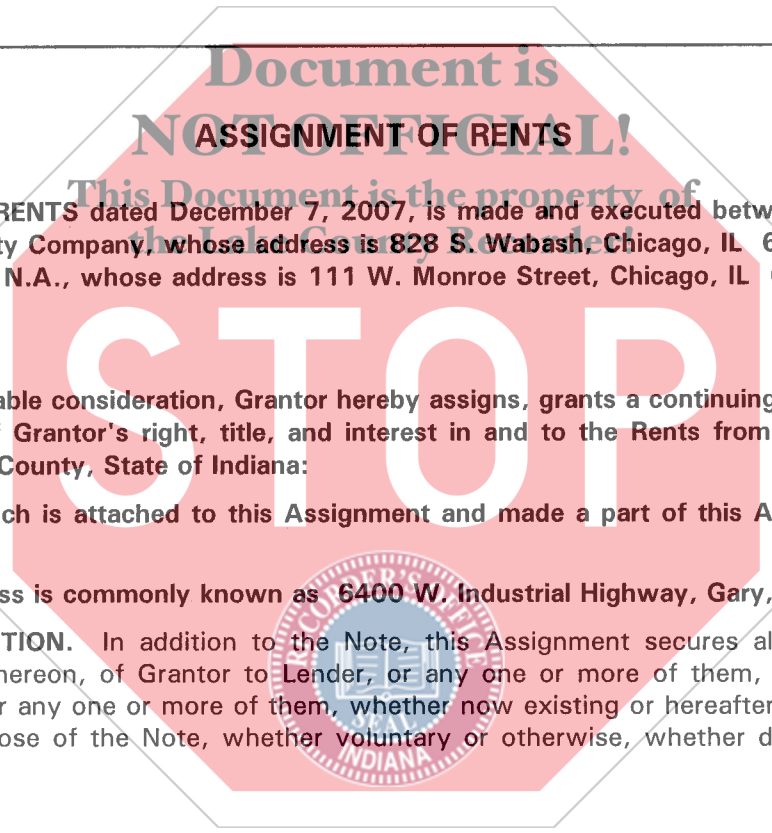 Document is
NOT OFFICIAL!
ASSIGNMENT OF RENTS
This Document is the property of
the Lake County Recorder!
RENTS dated December 7, 2007, is made and executed betw
ty Company, whose address is 828 S. Wabash, Chicago, IL 6
N.A., whose address is 111 W. Monroe Street, Chicago, IL
STOP
able consideration, Grantor hereby assigns, grants a continuing
Grantor's right, title, and interest in and to the Rents from
County, State of Indiana:
ch is attached to this Assignment and made a part of this A
ss is commonly known as 6400 W. Industrial Highway, Gary,
TION. In addition to the Note, this Assignment secures al
hereon, of Grantor to Lender, or any one or more of them,
r any one or more of them, whether now existing or hereafter
ose of the Note, whether voluntary or otherwise, whether d
RECORDER'S OFFICE
SEAL
INDIANA